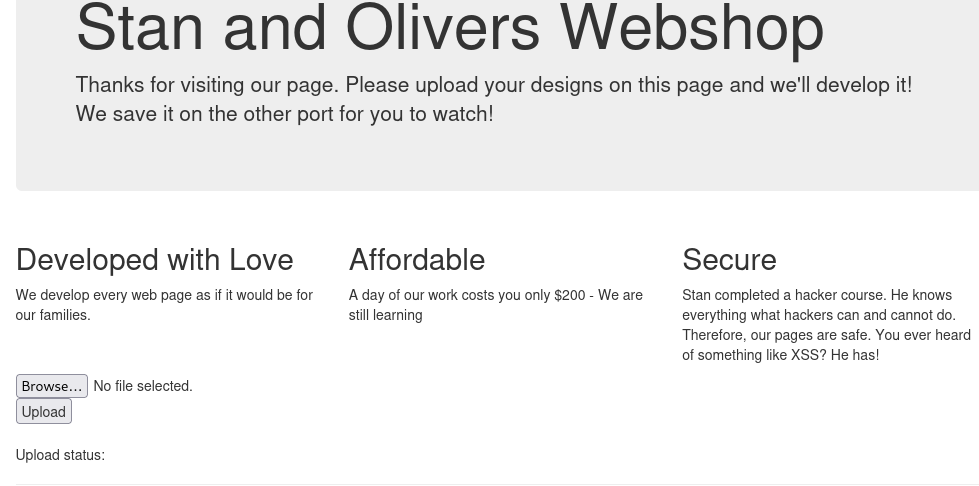 Stan and Olivers Webshop
Thanks for visiting our page. Please upload your designs on this page and we'll develop it!
We save it on the other port for you to watch!
Developed with Love
We develop every web page as if it would be for
our families.
Affordable
A day of our work costs you only $200 - We are
still learning
Secure
Stan completed a hacker course. He knows
everything what hackers can and cannot do.
Therefore, our pages are safe. You ever heard
of something like XSS? He has!
Browse... No file selected.
Upload
Upload status: